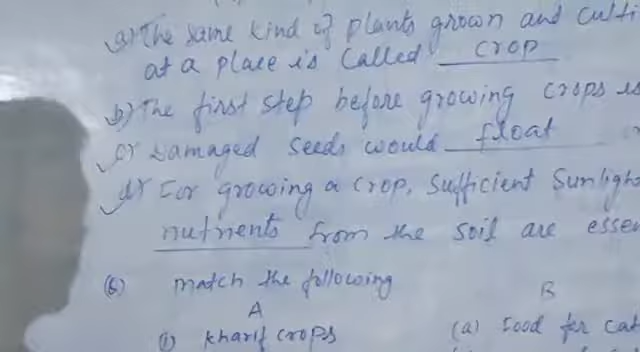 a) The same kind of plants grown and culti
at a place is called crop
b) The first step before growing crops is
c) Damaged seeds would float
d) For growing a crop, sufficient sunligh
nutrients from the soil are essen
(6) match the following
A B
(i) kharif crops (a) Food for cat